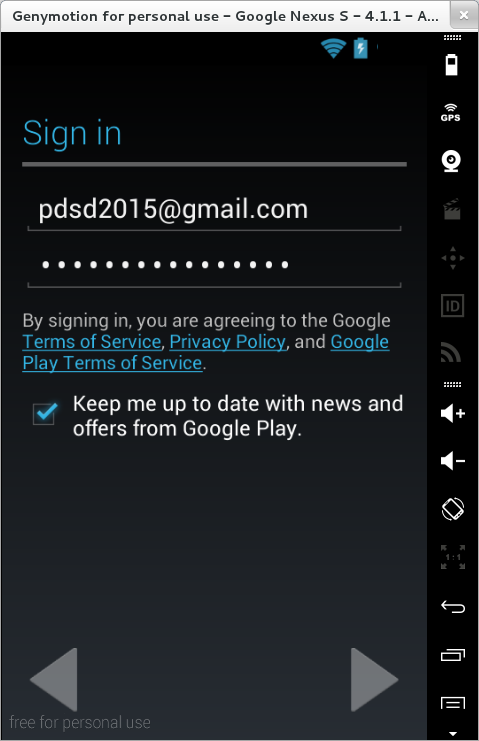 Genymotion for personal use – Google Nexus S – 4.1.1 – A...
GPS
Sign in
pdsd2015@gmail.com
ID
By signing in, you are agreeing to the Google
Terms of Service, Privacy Policy, and Google
Play Terms of Service.
Keep me up to date with news and
offers from Google Play.
1:1
free for personal use